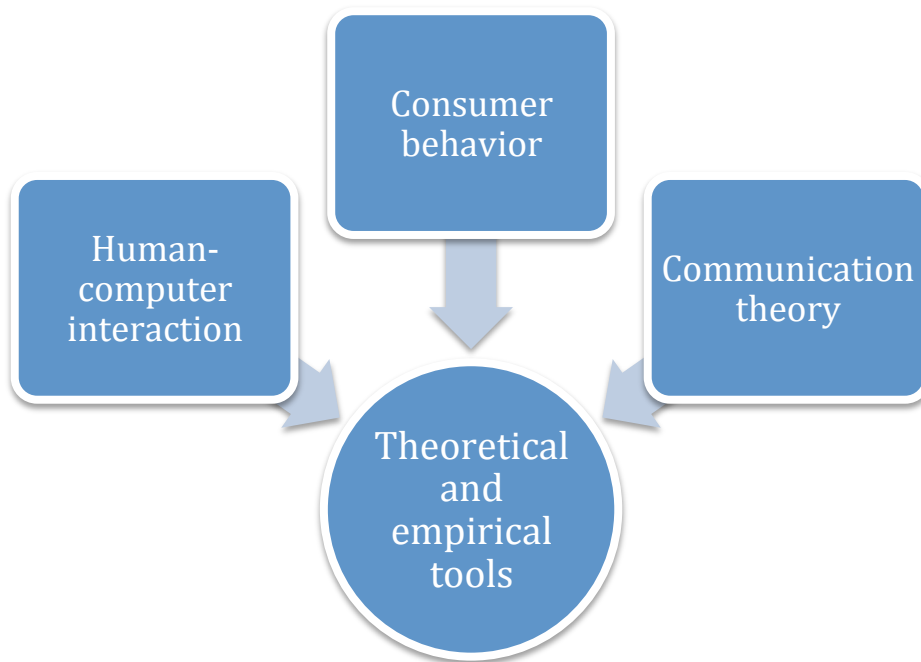 Consumer
behavior
Human-
computer
interaction
Communication
theory
Theoretical
and
empirical
tools